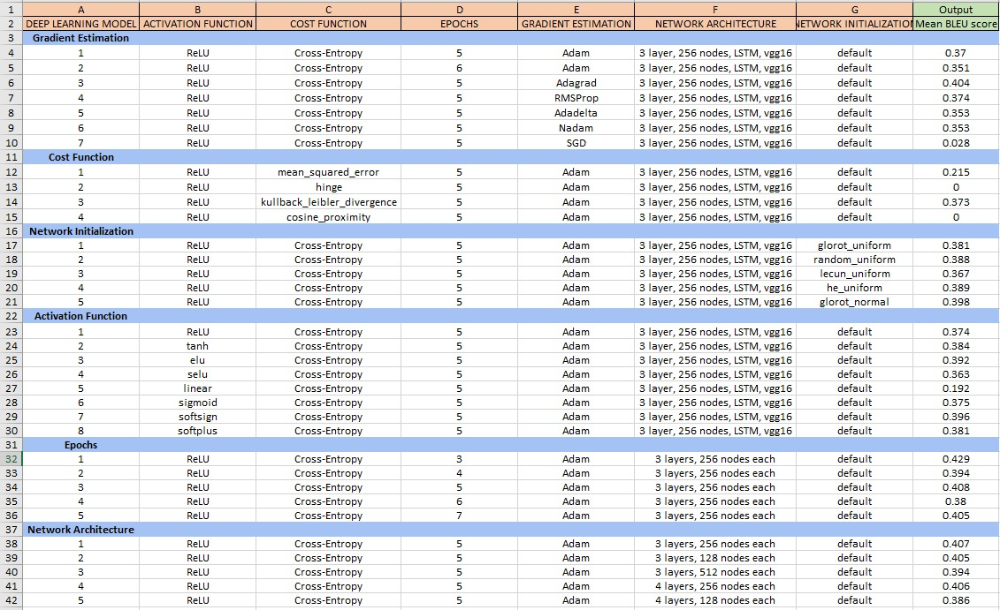 A B C D E F G Output
1
2 DEEP LEARNING MODEL ACTIVATION FUNCTION COST FUNCTION EPOCHS GRADIENT ESTIMATION NETWORK ARCHITECTURE NETWORK INITIALIZATION Mean BLEU score
3 Gradient Estimation
4 1 ReLU Cross-Entropy 5 Adam 3 layer, 256 nodes, LSTM, vgg16 default 0.37
5 2 ReLU Cross-Entropy 6 Adam 3 layer, 256 nodes, LSTM, vgg16 default 0.351
6 3 ReLU Cross-Entropy 5 Adagrad 3 layer, 256 nodes, LSTM, vgg16 default 0.404
7 4 ReLU Cross-Entropy 5 RMSProp 3 layer, 256 nodes, LSTM, vgg16 default 0.374
8 5 ReLU Cross-Entropy 5 Adadelta 3 layer, 256 nodes, LSTM, vgg16 default 0.353
9 6 ReLU Cross-Entropy 5 Nadam 3 layer, 256 nodes, LSTM, vgg16 default 0.353
10 7 ReLU Cross-Entropy 5 SGD 3 layer, 256 nodes, LSTM, vgg16 default 0.028
11 Cost Function
12 1 ReLU mean_squared_error 5 Adam 3 layer, 256 nodes, LSTM, vgg16 default 0.215
13 2 ReLU hinge 5 Adam 3 layer, 256 nodes, LSTM, vgg16 default 0
14 3 ReLU kullback_leibler_divergence 5 Adam 3 layer, 256 nodes, LSTM, vgg16 default 0.373
15 4 ReLU cosine_proximity 5 Adam 3 layer, 256 nodes, LSTM, vgg16 default 0
16 Network Initialization
17 1 ReLU Cross-Entropy 5 Adam 3 layer, 256 nodes, LSTM, vgg16 glorot_uniform 0.381
18 2 ReLU Cross-Entropy 5 Adam 3 layer, 256 nodes, LSTM, vgg16 random_uniform 0.388
19 3 ReLU Cross-Entropy 5 Adam 3 layer, 256 nodes, LSTM, vgg16 lecun_uniform 0.367
20 4 ReLU Cross-Entropy 5 Adam 3 layer, 256 nodes, LSTM, vgg16 he_uniform 0.389
21 5 ReLU Cross-Entropy 5 Adam 3 layer, 256 nodes, LSTM, vgg16 glorot_normal 0.398
22 Activation Function
23 1 ReLU Cross-Entropy 5 Adam 3 layer, 256 nodes, LSTM, vgg16 default 0.374
24 2 tanh Cross-Entropy 5 Adam 3 layer, 256 nodes, LSTM, vgg16 default 0.384
25 3 elu Cross-Entropy 5 Adam 3 layer, 256 nodes, LSTM, vgg16 default 0.392
26 4 selu Cross-Entropy 5 Adam 3 layer, 256 nodes, LSTM, vgg16 default 0.363
27 5 linear Cross-Entropy 5 Adam 3 layer, 256 nodes, LSTM, vgg16 default 0.192
28 6 sigmoid Cross-Entropy 5 Adam 3 layer, 256 nodes, LSTM, vgg16 default 0.375
29 7 softsign Cross-Entropy 5 Adam 3 layer, 256 nodes, LSTM, vgg16 default 0.396
30 8 softplus Cross-Entropy 5 Adam 3 layer, 256 nodes, LSTM, vgg16 default 0.381
31 Epochs
32 1 ReLU Cross-Entropy 3 Adam 3 layers, 256 nodes each default 0.429
33 2 ReLU Cross-Entropy 4 Adam 3 layers, 256 nodes each default 0.394
34 3 ReLU Cross-Entropy 5 Adam 3 layers, 256 nodes each default 0.408
35 4 ReLU Cross-Entropy 6 Adam 3 layers, 256 nodes each default 0.38
36 5 ReLU Cross-Entropy 7 Adam 3 layers, 256 nodes each default 0.405
37 Network Architecture
38 1 ReLU Cross-Entropy 5 Adam 3 layers, 256 nodes each default 0.407
39 2 ReLU Cross-Entropy 5 Adam 3 layers, 128 nodes each default 0.405
40 3 ReLU Cross-Entropy 5 Adam 3 layers, 512 nodes each default 0.394
41 4 ReLU Cross-Entropy 5 Adam 4 layers, 256 nodes each default 0.406
42 5 ReLU Cross-Entropy 5 Adam 4 layers, 128 nodes each default 0.386